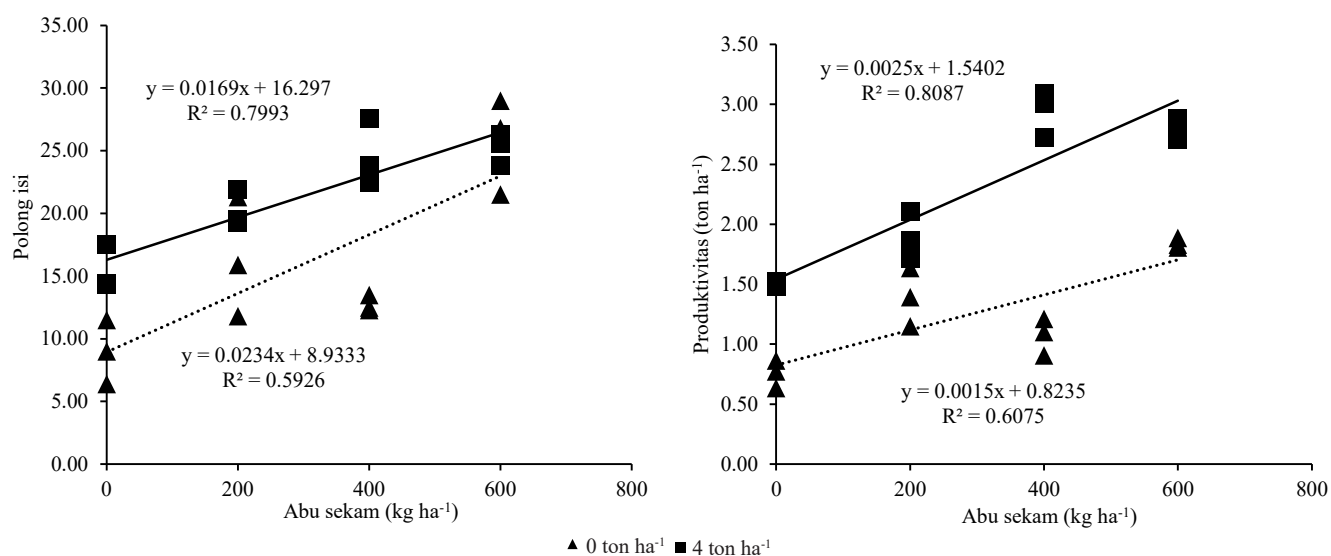 35.00
30.00
25.00
20.00
15.00
10.00
5.00
0.00
Polong isi
y = 0.0169x + 16.297
R² = 0.7993
y = 0.0234x + 8.9333
R² = 0.5926
0 200 400 600 800
Abu sekam (kg ha⁻¹)
3.50
3.00
2.50
2.00
1.50
1.00
0.50
0.00
Produktivitas (ton ha⁻¹)
y = 0.0025x + 1.5402
R² = 0.8087
y = 0.0015x + 0.8235
R² = 0.6075
0 200 400 600 800
Abu sekam (kg ha⁻¹)
▲ 0 ton ha⁻¹ ■ 4 ton ha⁻¹